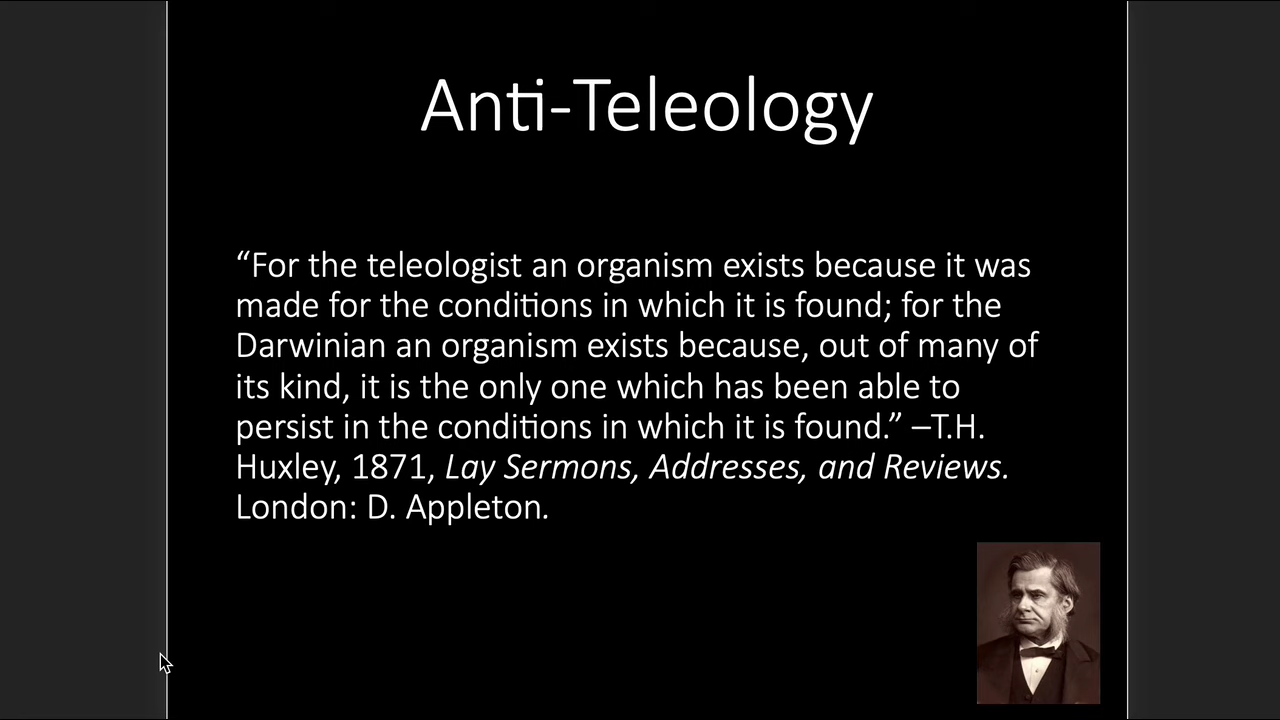 Anti-Teleology
“For the teleologist an organism exists because it was
made for the conditions in which it is found; for the
Darwinian an organism exists because, out of many of
its kind, it is the only one which has been able to
persist in the conditions in which it is found.” –T.H.
Huxley, 1871, Lay Sermons, Addresses, and Reviews.
London: D. Appleton.